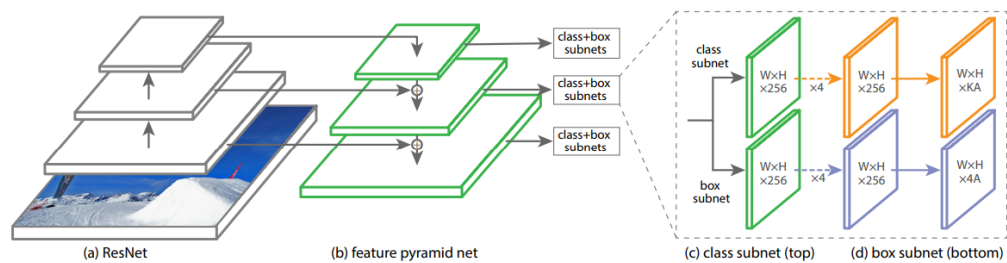 class+box
subnets
class+box
subnets
class+box
subnets
class
subnet
W×H
×256
×4
W×H
×256
W×H
×KA
box
subnet
W×H
×256
×4
W×H
×256
W×H
×4A
(a) ResNet
(b) feature pyramid net
(c) class subnet (top)
(d) box subnet (bottom)